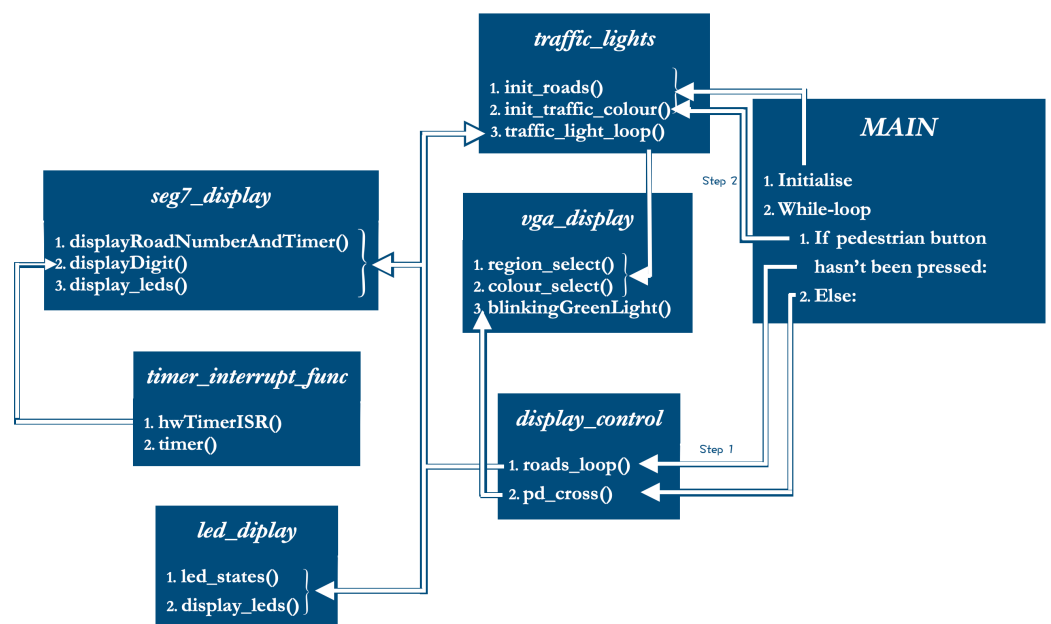 traffic_lights
1. init_roads()
2. init_traffic_colour()
3. traffic_light_loop()
MAIN
1. Initialise
2. While-loop
1. If pedestrian button
hasn't been pressed:
2. Else:
Step 2
seg7_display
1. displayRoadNumberAndTimer()
2. displayDigit()
3. display_leds()
vga_display
1. region_select()
2. colour_select()
3. blinkingGreenLight()
timer_interrupt_func
1. hwTimerISR()
2. timer()
display_control
1. roads_loop()
2. pd_cross()
Step 1
led_diplay
1. led_states()
2. display_leds()